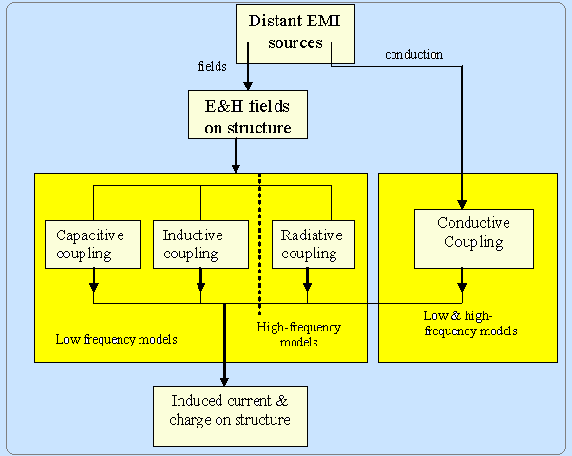 Distant EMI
sources
fields
conduction
E&H fields
on structure
Capacitive
coupling
Inductive
coupling
Radiative
coupling
Conductive
Coupling
Low frequency models
High-frequency
models
Low & high-
frequency models
Induced current &
charge on structure